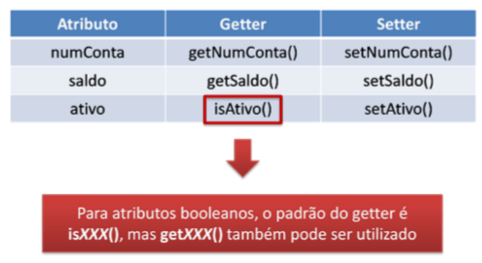 Atributo Getter Setter
numConta getNumConta() setNumConta()
saldo getSaldo() setSaldo()
ativo isAtivo() setAtivo()
Para atributos booleanos, o padrão do getter é
isXXX(), mas getXXX() também pode ser utilizado